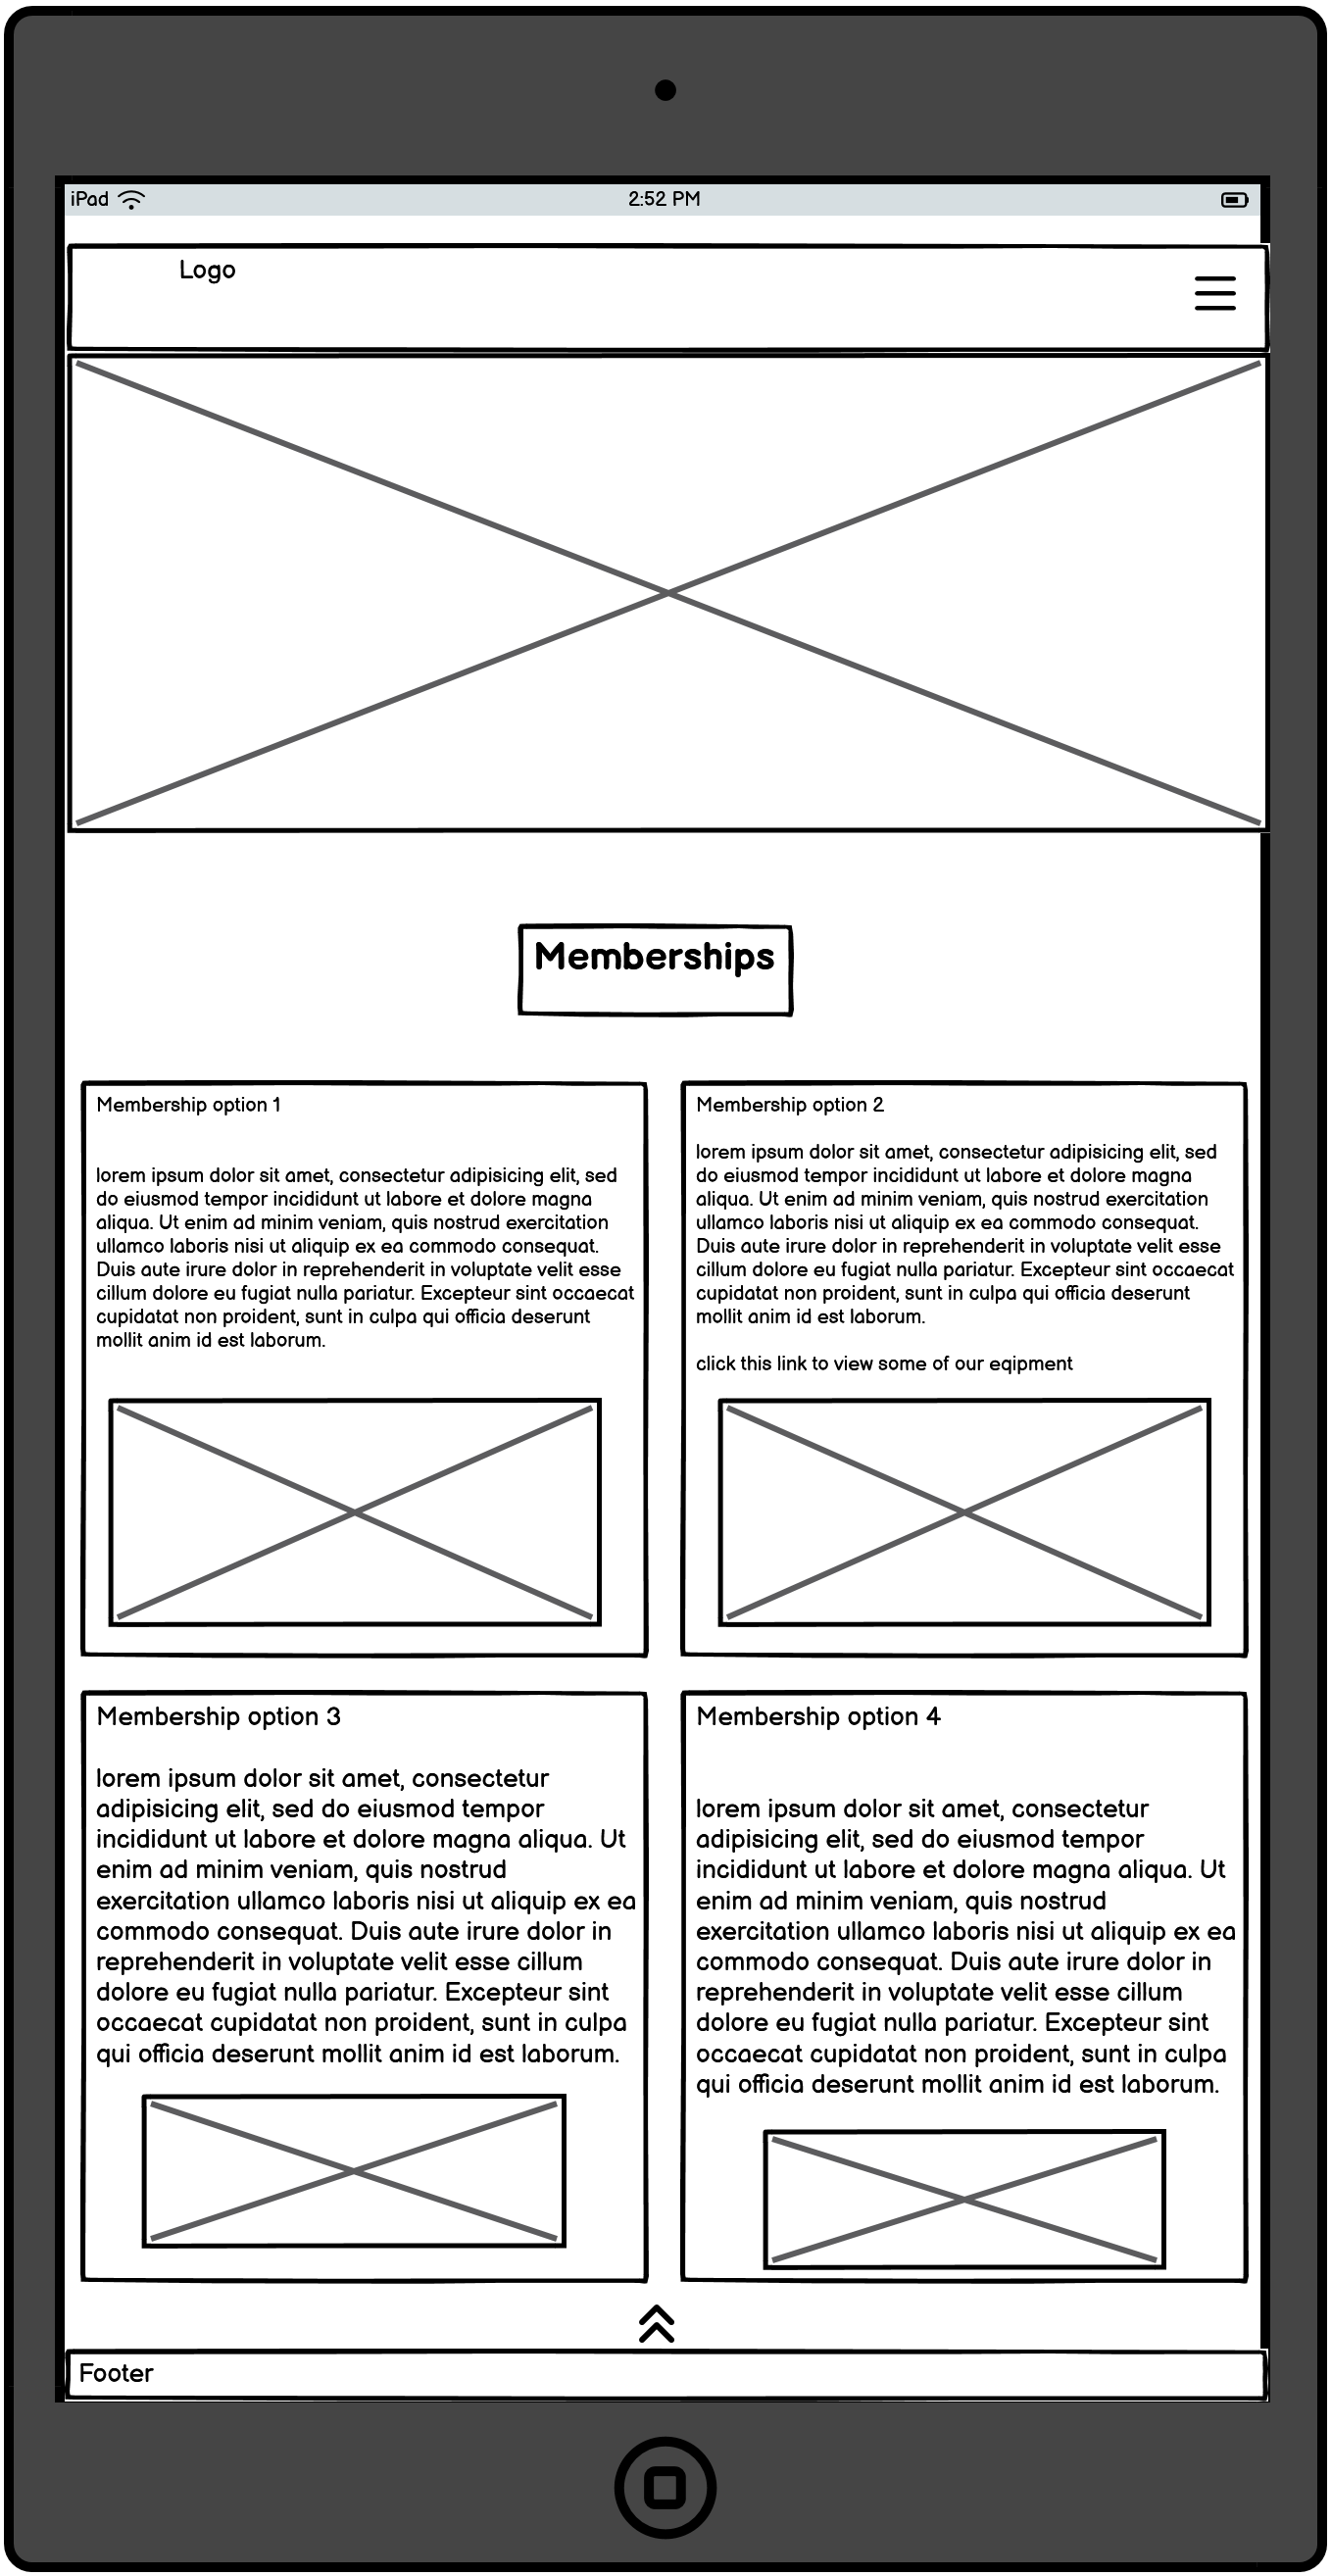 iPad
2:52 PM
Logo
Memberships
Membership option 1
lorem ipsum dolor sit amet, consectetur adipisicing elit, sed
do eiusmod tempor incididunt ut labore et dolore magna
aliqua. Ut enim ad minim veniam, quis nostrud exercitation
ullamco laboris nisi ut aliquip ex ea commodo consequat.
Duis aute irure dolor in reprehenderit in voluptate velit esse
cillum dolore eu fugiat nulla pariatur. Excepteur sint occaecat
cupidatat non proident, sunt in culpa qui officia deserunt
mollit anim id est laborum.
Membership option 2
lorem ipsum dolor sit amet, consectetur adipisicing elit, sed
do eiusmod tempor incididunt ut labore et dolore magna
aliqua. Ut enim ad minim veniam, quis nostrud exercitation
ullamco laboris nisi ut aliquip ex ea commodo consequat.
Duis aute irure dolor in reprehenderit in voluptate velit esse
cillum dolore eu fugiat nulla pariatur. Excepteur sint occaecat
cupidatat non proident, sunt in culpa qui officia deserunt
mollit anim id est laborum.
click this link to view some of our eqipment
Membership option 3
lorem ipsum dolor sit amet, consectetur
adipisicing elit, sed do eiusmod tempor
incididunt ut labore et dolore magna aliqua. Ut
enim ad minim veniam, quis nostrud
exercitation ullamco laboris nisi ut aliquip ex ea
commodo consequat. Duis aute irure dolor in
reprehenderit in voluptate velit esse cillum
dolore eu fugiat nulla pariatur. Excepteur sint
occaecat cupidatat non proident, sunt in culpa
qui officia deserunt mollit anim id est laborum.
Membership option 4
lorem ipsum dolor sit amet, consectetur
adipisicing elit, sed do eiusmod tempor
incididunt ut labore et dolore magna aliqua. Ut
enim ad minim veniam, quis nostrud
exercitation ullamco laboris nisi ut aliquip ex ea
commodo consequat. Duis aute irure dolor in
reprehenderit in voluptate velit esse cillum
dolore eu fugiat nulla pariatur. Excepteur sint
occaecat cupidatat non proident, sunt in culpa
qui officia deserunt mollit anim id est laborum.
Footer